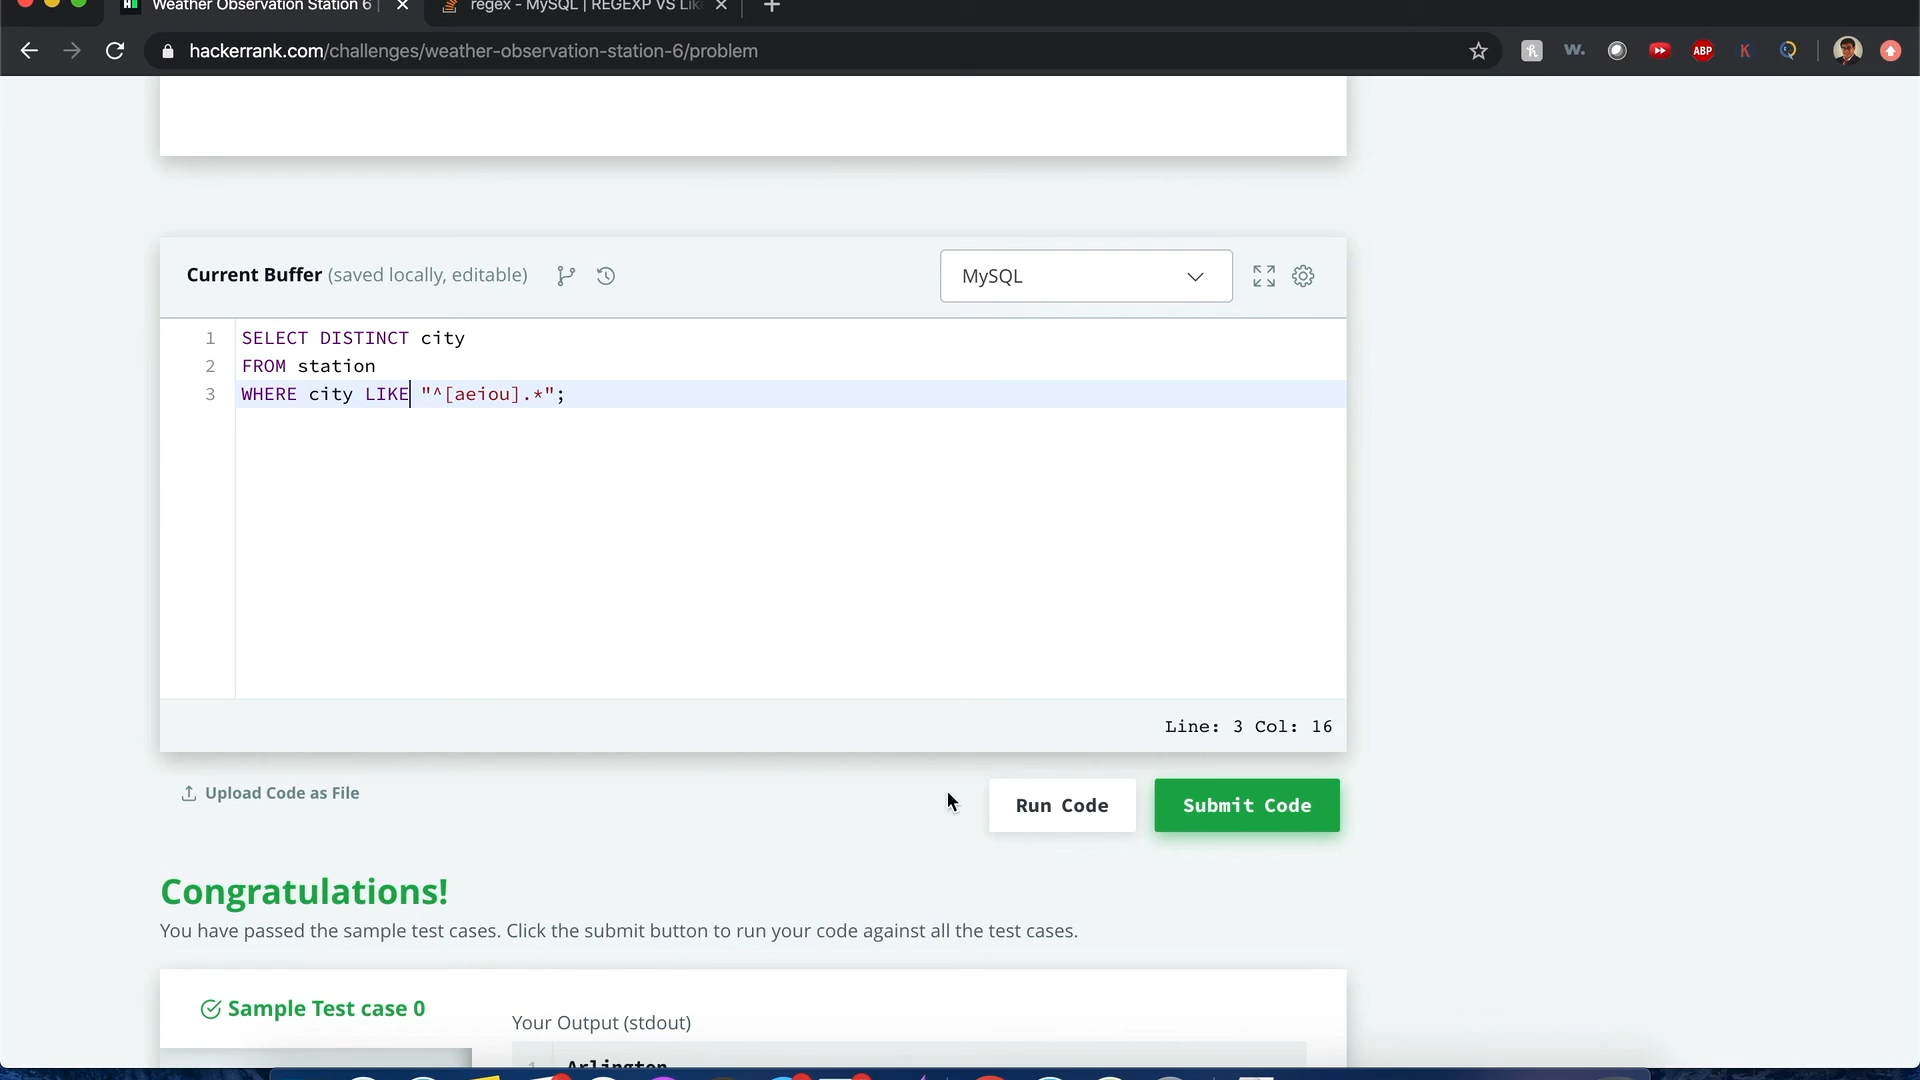 Weather Observation Station 6
regex - MySQL | REGEXP VS Lik
hackerrank.com/challenges/weather-observation-station-6/problem
ABP
K
Current Buffer (saved locally, editable)
MySQL
1 SELECT DISTINCT city
2 FROM station
3 WHERE city LIKE "^[aeiou].*";
Line: 3 Col: 16
Upload Code as File
Run Code
Submit Code
Congratulations!
You have passed the sample test cases. Click the submit button to run your code against all the test cases.
Sample Test case 0
Your Output (stdout)
1 Arlington